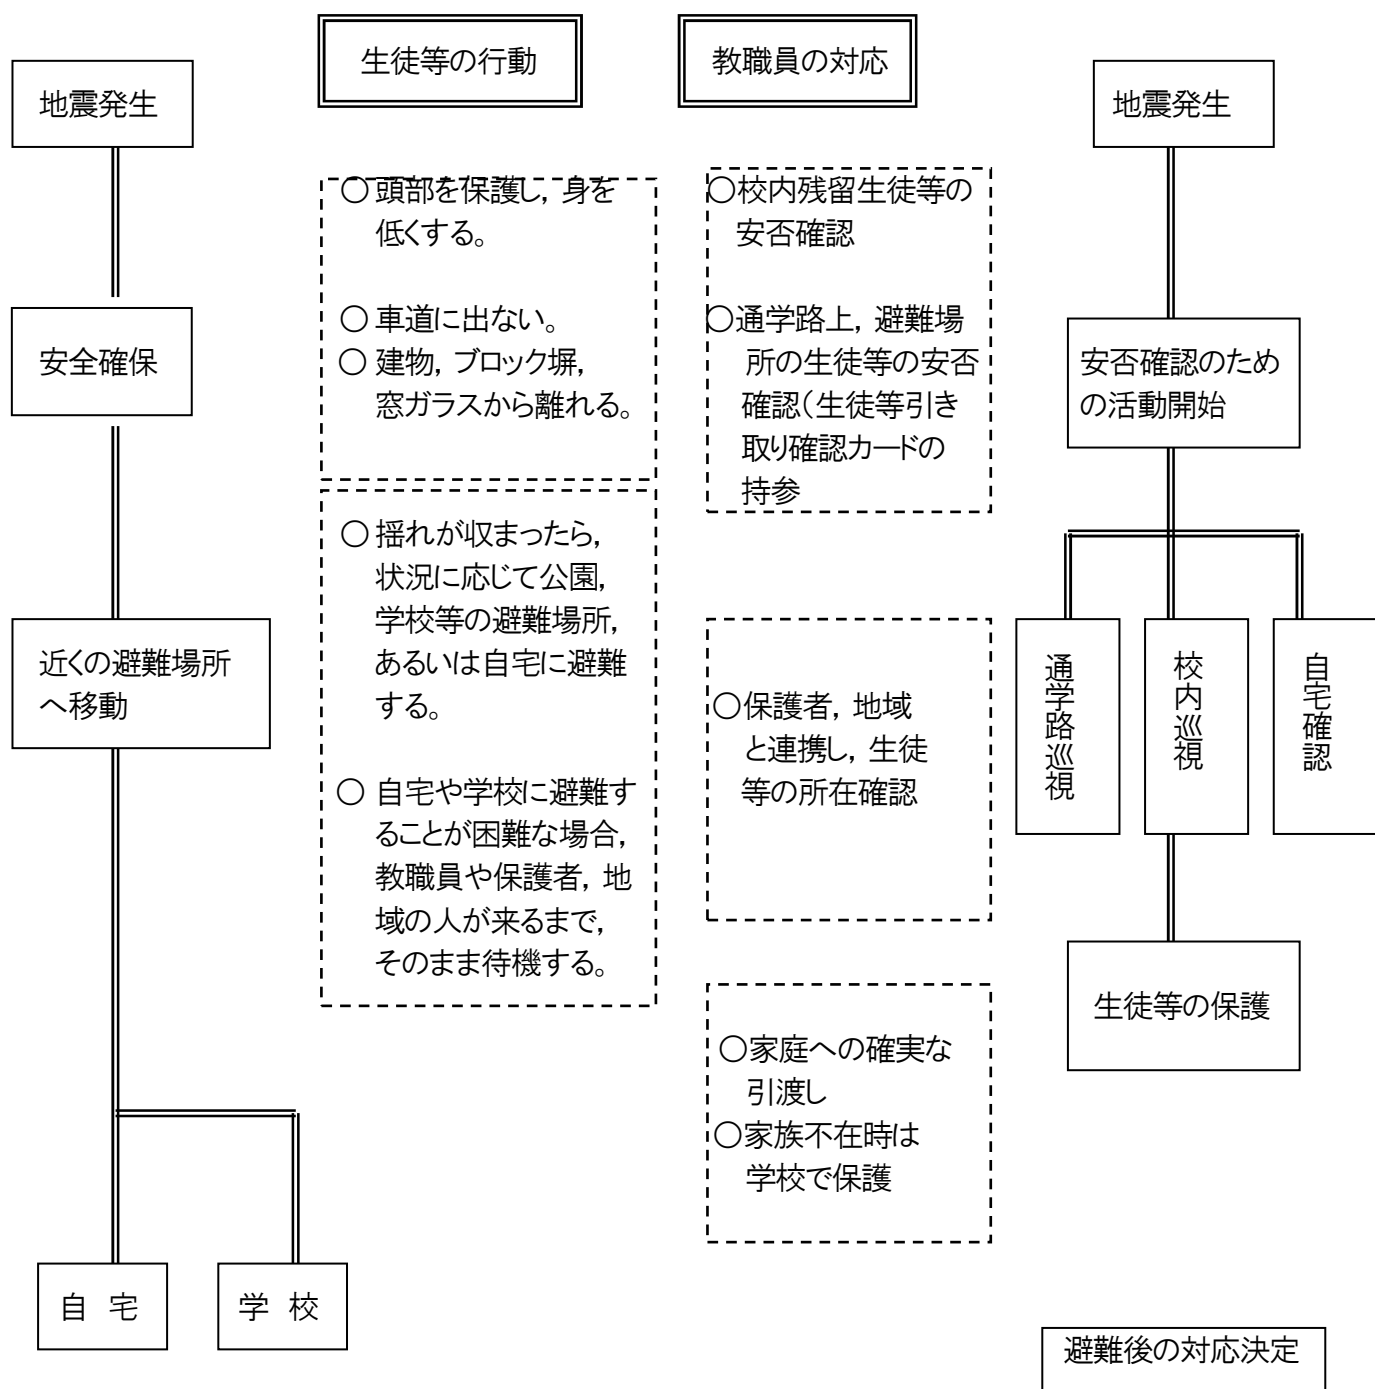 生徒等の行動
教職員の対応
地震発生
安全確保
近くの避難場所
へ移動
自 宅
学 校
○ 頭部を保護し，身を
低くする。
○ 車道に出ない。
○ 建物，ブロック塀，
窓ガラスから離れる。
○ 揺れが収まったら，
状況に応じて公園，
学校等の避難場所，
あるいは自宅に避難
する。
○ 自宅や学校に避難す
ることが困難な場合，
教職員や保護者，地
域の人が来るまで，
そのまま待機する。
○校内残留生徒等の
安否確認
○通学路上，避難場
所の生徒等の安否
確認（生徒等引き
取り確認カードの
持参
○保護者，地域
と連携し，生徒
等の所在確認
○家庭への確実な
引渡し
○家族不在時は
学校で保護
地震発生
安否確認のため
の活動開始
通学路巡視
校内巡視
自宅確認
生徒等の保護
避難後の対応決定